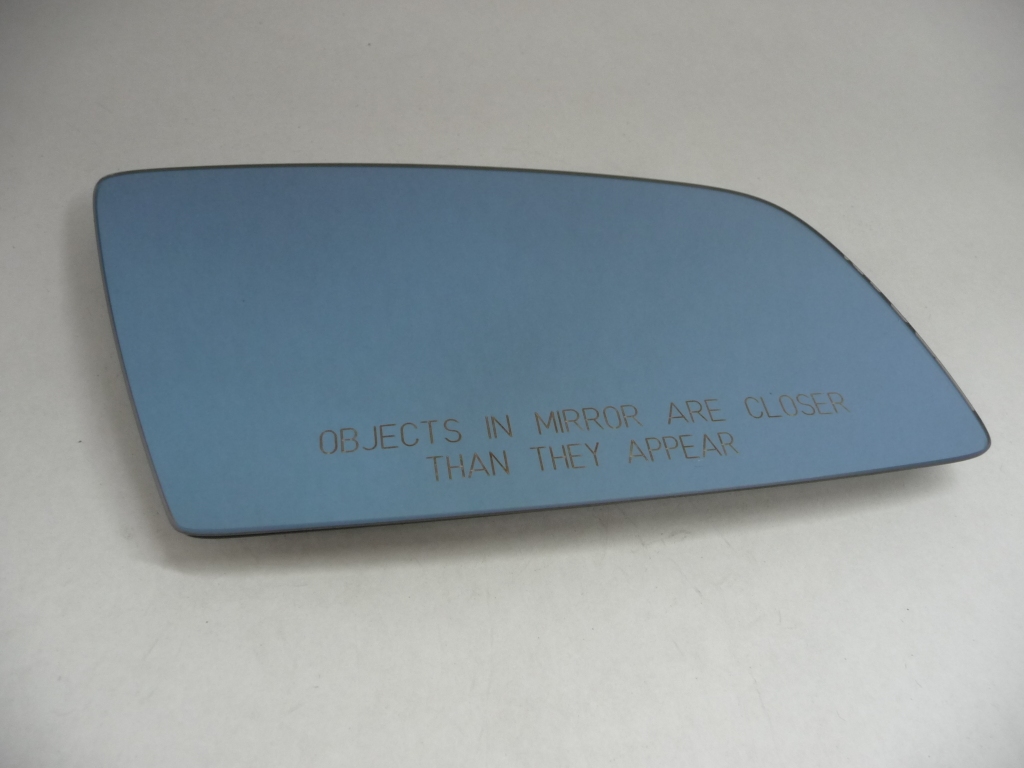 OBJECTS IN MIRROR ARE CLOSER
THAN THEY APPEAR